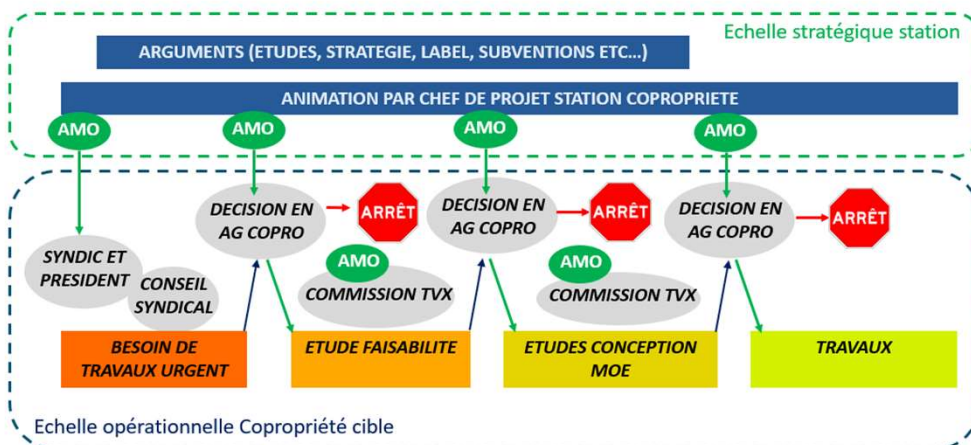 Echelle stratégique station
ARGUMENTS (ETUDES, STRATEGIE, LABEL, SUBVENTIONS ETC...)
ANIMATION PAR CHEF DE PROJET STATION COPROPRIETE
AMO
AMO
AMO
AMO
DECISION EN
AG COPRO
ARRÊT
DECISION EN
AG COPRO
ARRÊT
DECISION EN
AG COPRO
ARRÊT
SYNDIC ET
PRESIDENT
CONSEIL
SYNDICAL
AMO
COMMISSION TVX
AMO
COMMISSION TVX
BESOIN DE
TRAVAUX URGENT
ETUDE FAISABILITE
ETUDES CONCEPTION
MOE
TRAVAUX
Echelle opérationnelle Copropriété cible